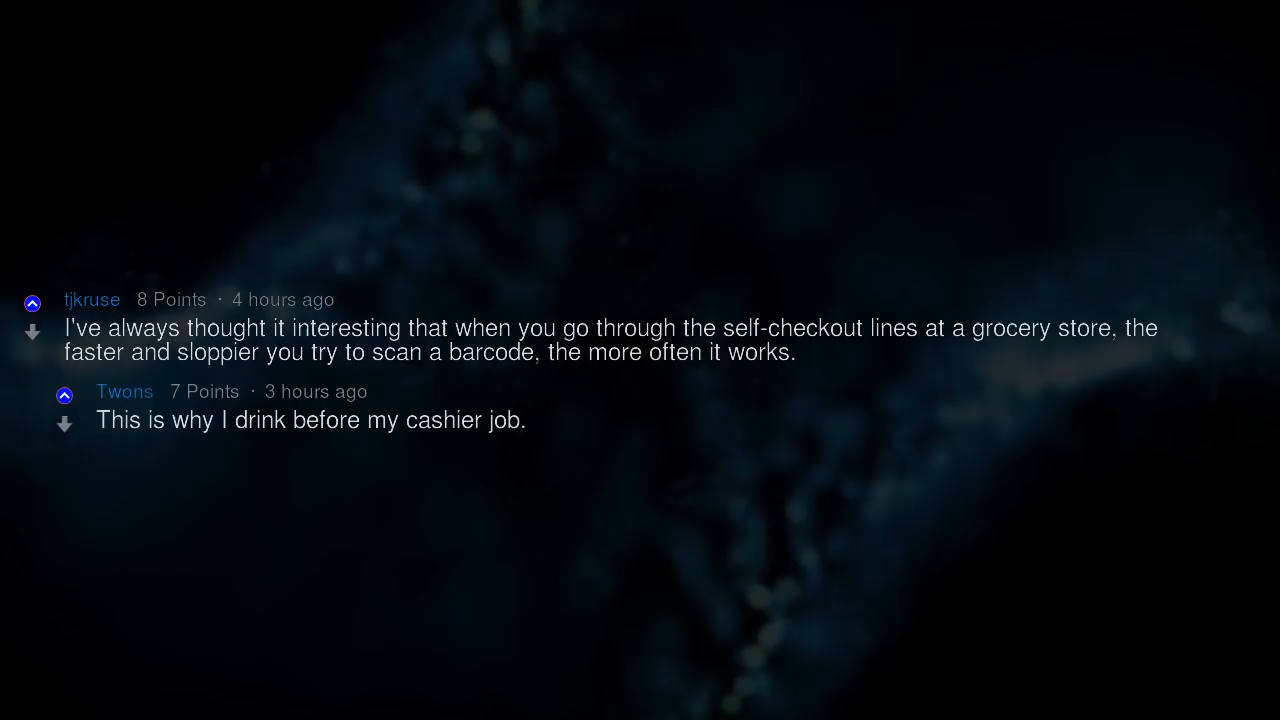 tjkruse 8 Points · 4 hours ago
I've always thought it interesting that when you go through the self-checkout lines at a grocery store, the
faster and sloppier you try to scan a barcode, the more often it works.
Twons 7 Points · 3 hours ago
This is why I drink before my cashier job.